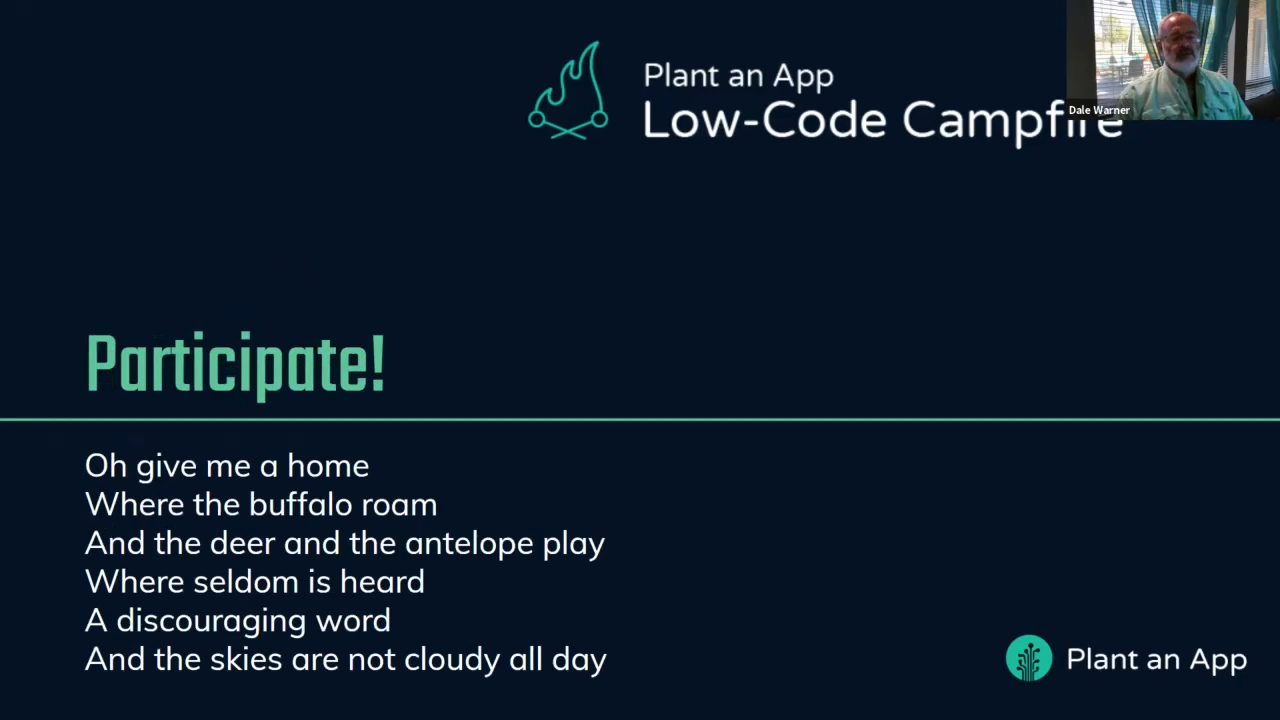 Plant an App
Low-Code Campfire
Dale Warner
Participate!
Oh give me a home
Where the buffalo roam
And the deer and the antelope play
Where seldom is heard
A discouraging word
And the skies are not cloudy all day
Plant an App